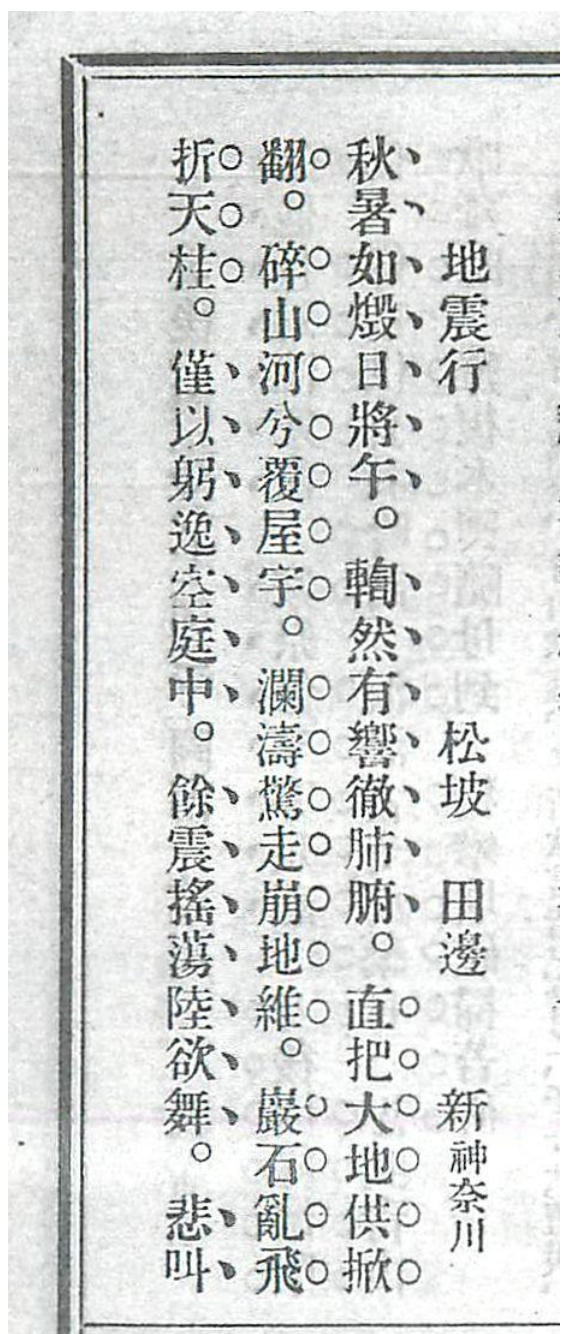 地震行 松坡 田邊 新神奈川
秋暑如燬日將午。輷然有響徹肺腑。直把大地供掀
翻。碎山河兮覆屋宇。瀾濤驚走崩地維。巖石亂飛
折天柱。僅以躬逸空庭中。餘震搖蕩陸欲舞。悲叫